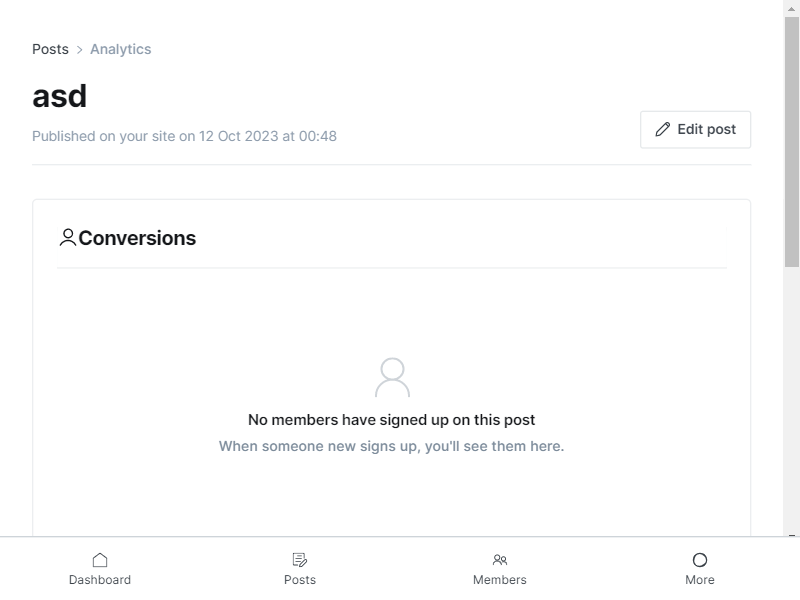 Posts > Analytics
asd
Published on your site on 12 Oct 2023 at 00:48
Edit post
Conversions
No members have signed up on this post
When someone new signs up, you'll see them here.
Dashboard
Posts
Members
More